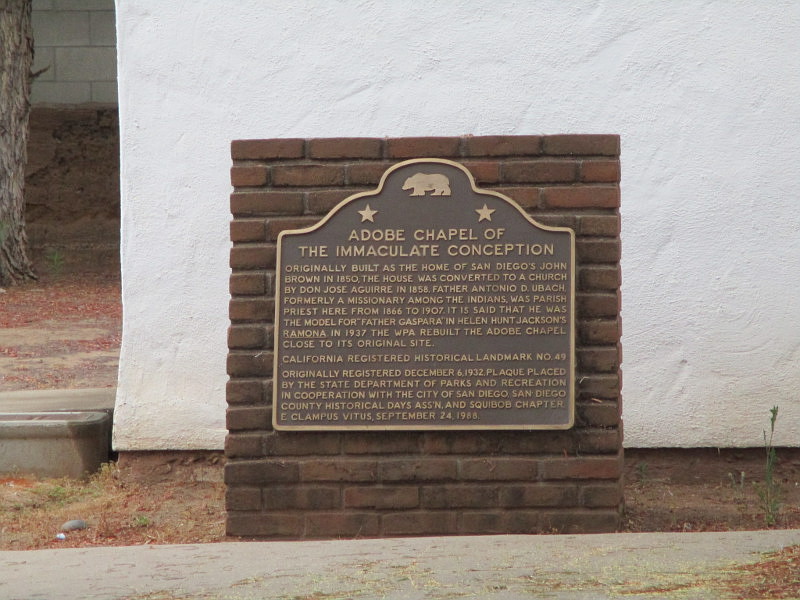 ADOBE CHAPEL OF
THE IMMACULATE CONCEPTION
ORIGINALLY BUILT AS THE HOME OF SAN DIEGO'S JOHN
BROWN IN 1850, THE HOUSE WAS CONVERTED TO A CHURCH
BY DON JOSE AGUIRRE IN 1858. FATHER ANTONIO D. UBACH,
FORMERLY A MISSIONARY AMONG THE INDIANS, WAS PARISH
PRIEST HERE FROM 1866 TO 1907. IT IS SAID THAT HE WAS
THE MODEL FOR "FATHER GASPARA" IN HELEN HUNT JACKSON'S
RAMONA. IN 1937 THE WPA REBUILT THE ADOBE CHAPEL
CLOSE TO ITS ORIGINAL SITE.
CALIFORNIA REGISTERED HISTORICAL LANDMARK NO. 49
ORIGINALLY REGISTERED DECEMBER 6, 1932. PLAQUE PLACED
BY THE STATE DEPARTMENT OF PARKS AND RECREATION
IN COOPERATION WITH THE CITY OF SAN DIEGO, SAN DIEGO
COUNTY HISTORICAL DAYS ASS'N, AND SQUIBOB CHAPTER,
E CLAMPUS VITUS, SEPTEMBER 24, 1988.